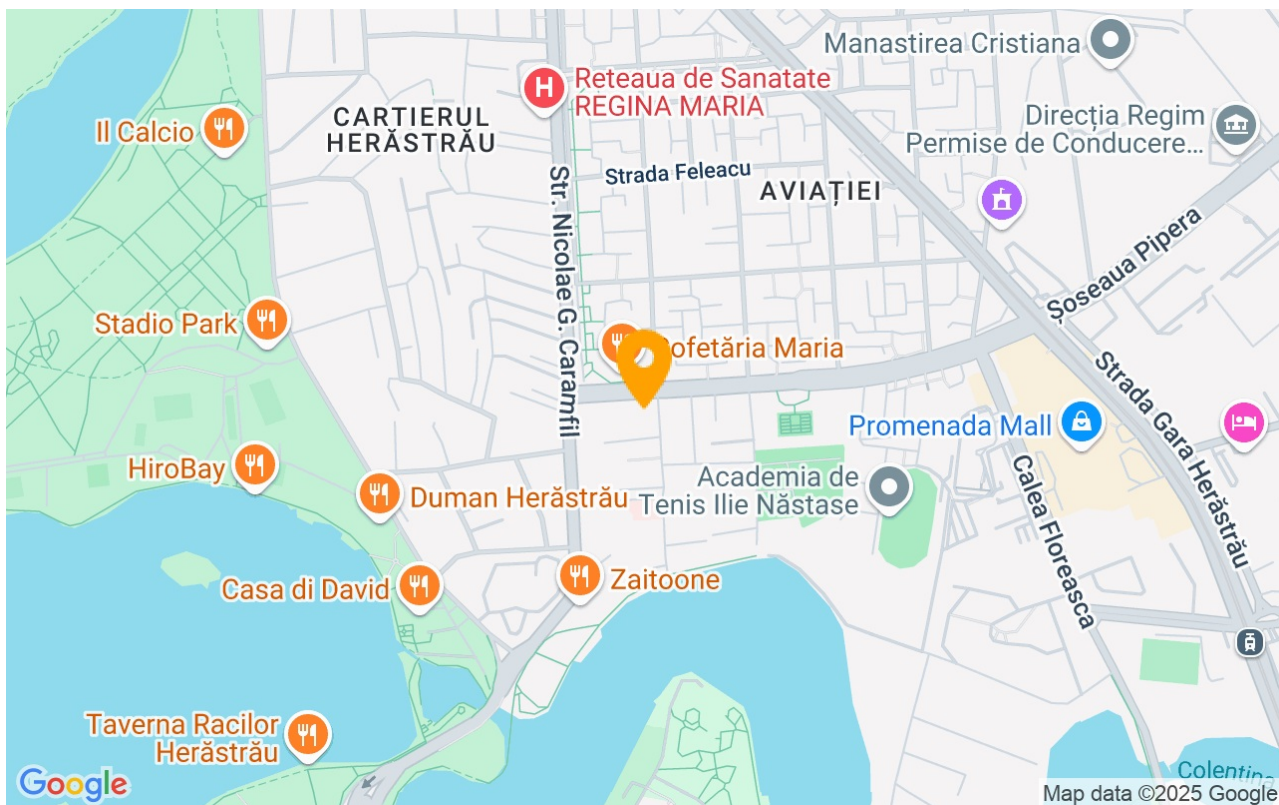 Manastirea Cristiana
Reteaua de Sanatate
REGINA MARIA
CARTIERUL
HERĂSTRĂU
Il Calcio
Direcția Regim
Permise de Conducere...
Strada Feleacu
AVIAȚIEI
Str. Nicolae G. Caramfil
Șoseaua Pipera
Stadio Park
ofetăria Maria
Strada Gara Herăstrău
Promenada Mall
HiroBay
Duman Herăstrău
Academia de
Tenis Ilie Năstase
Calea Floreasca
Casa di David
Zaitoone
Taverna Racilor
Herăstrău
Colentina
Google
Map data ©2025 Google